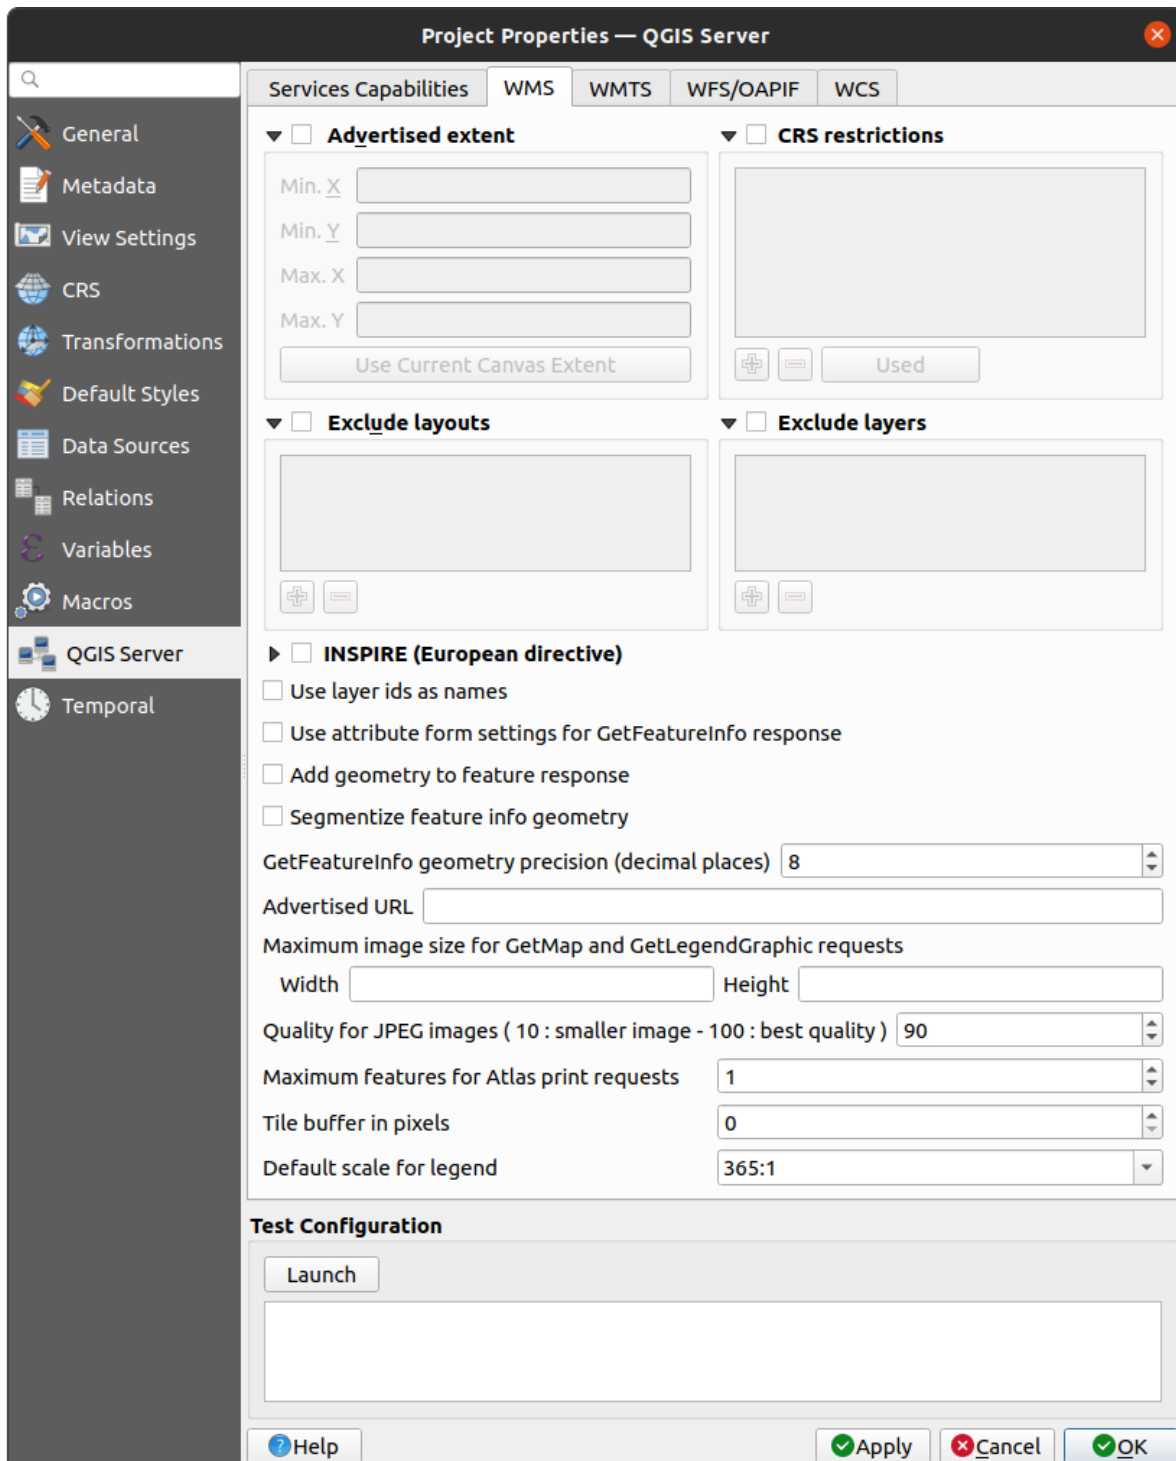 Project Properties — QGIS Server
General
Metadata
View Settings
CRS
Transformations
Default Styles
Data Sources
Relations
Variables
Macros
QGIS Server
Temporal
Services Capabilities WMS WMTS WFS/OAPIF WCS
Advertised extent
Min. X
Min. Y
Max. X
Max. Y
Use Current Canvas Extent
CRS restrictions
Used
Exclude layouts
Exclude layers
INSPIRE (European directive)
Use layer ids as names
Use attribute form settings for GetFeatureInfo response
Add geometry to feature response
Segmentize feature info geometry
GetFeatureInfo geometry precision (decimal places) 8
Advertised URL
Maximum image size for GetMap and GetLegendGraphic requests
Width Height
Quality for JPEG images ( 10 : smaller image - 100 : best quality ) 90
Maximum features for Atlas print requests 1
Tile buffer in pixels 0
Default scale for legend 365:1
Test Configuration
Launch
Help Apply Cancel OK